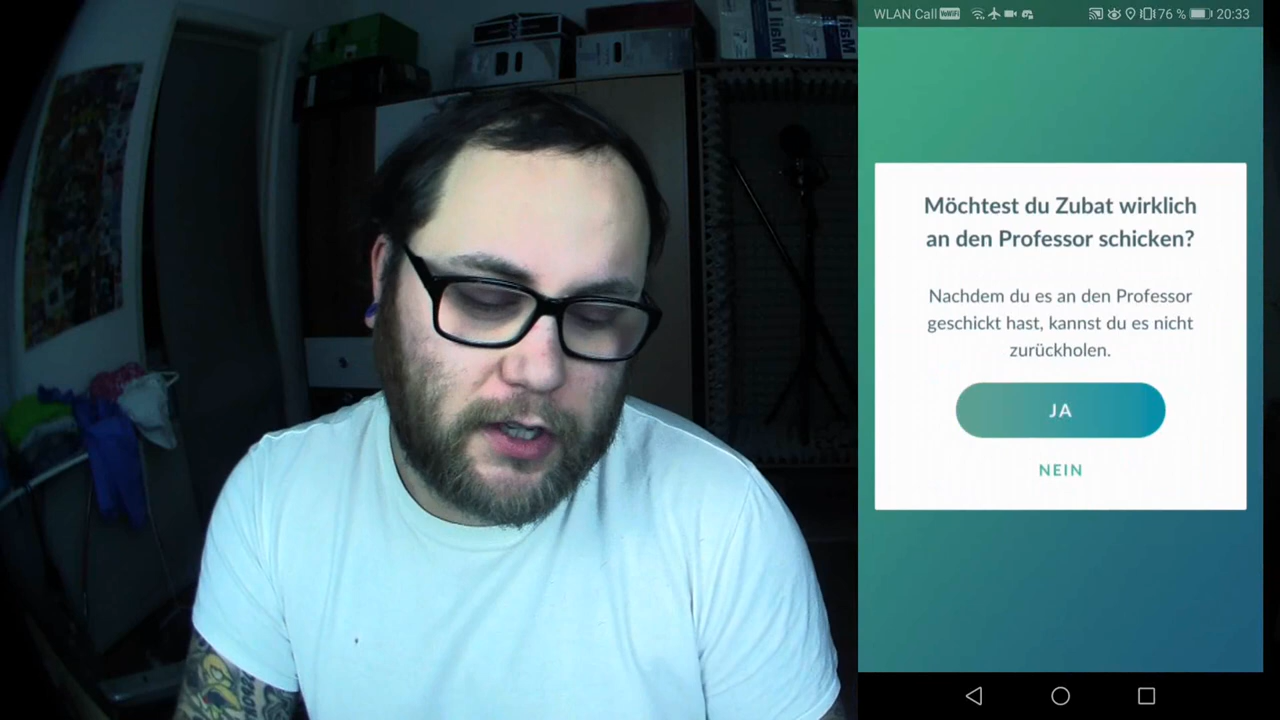 WLAN Call VoWiFi
76 % 20:33
Möchtest du Zubat wirklich
an den Professor schicken?
Nachdem du es an den Professor
geschickt hast, kannst du es nicht
zurückholen.
JA
NEIN